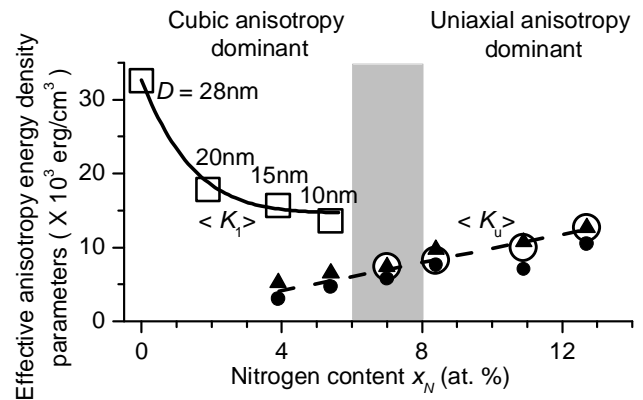 Cubic anisotropy
dominant
Uniaxial anisotropy
dominant
Effective anisotropy energy density
parameters ( X 10³ erg/cm³ )
30
20
10
0
D = 28nm
20nm
15nm
10nm
< K₁>
< Kᵤ>
0 4 8 12
Nitrogen content x_N (at. %)